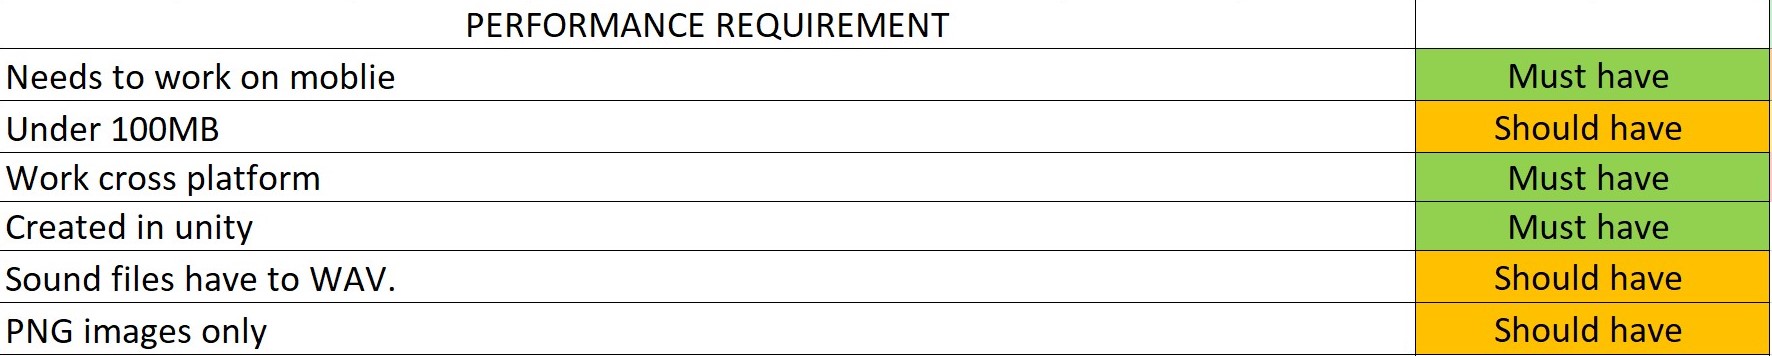 PERFORMANCE REQUIREMENT
Needs to work on moblie Must have
Under 100MB Should have
Work cross platform Must have
Created in unity Must have
Sound files have to WAV. Should have
PNG images only Should have